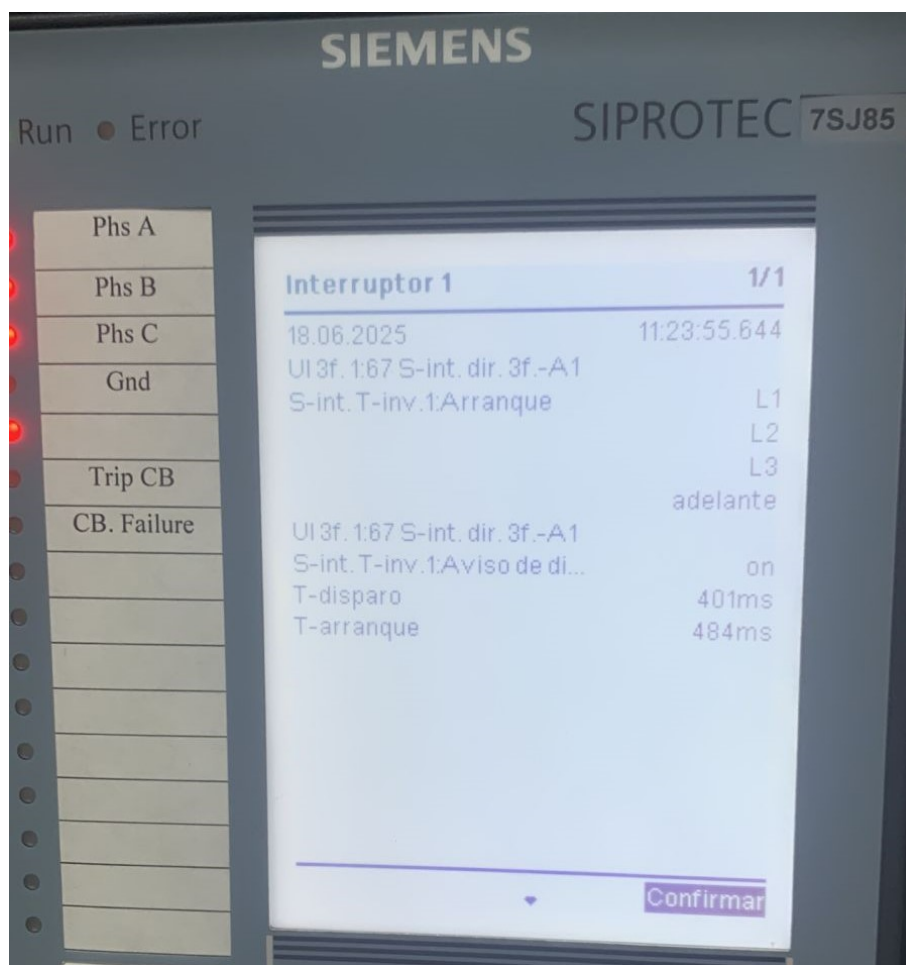 SIEMENS
Run Error
SIPROTEC 7SJ85
Phs A
Phs B
Phs C
Gnd
Trip CB
CB. Failure
Interruptor 1 1/1
18.06.2025 11:23:55.644
UI 3f. 1:67 S-int. dir. 3f.-A1
S-int. T-inv.1:Arranque L1
L2
L3
adelante
UI 3f. 1:67 S-int. dir. 3f.-A1
S-int. T-inv.1:Aviso de di... on
T-disparo 401ms
T-arranque 484ms
Confirmar